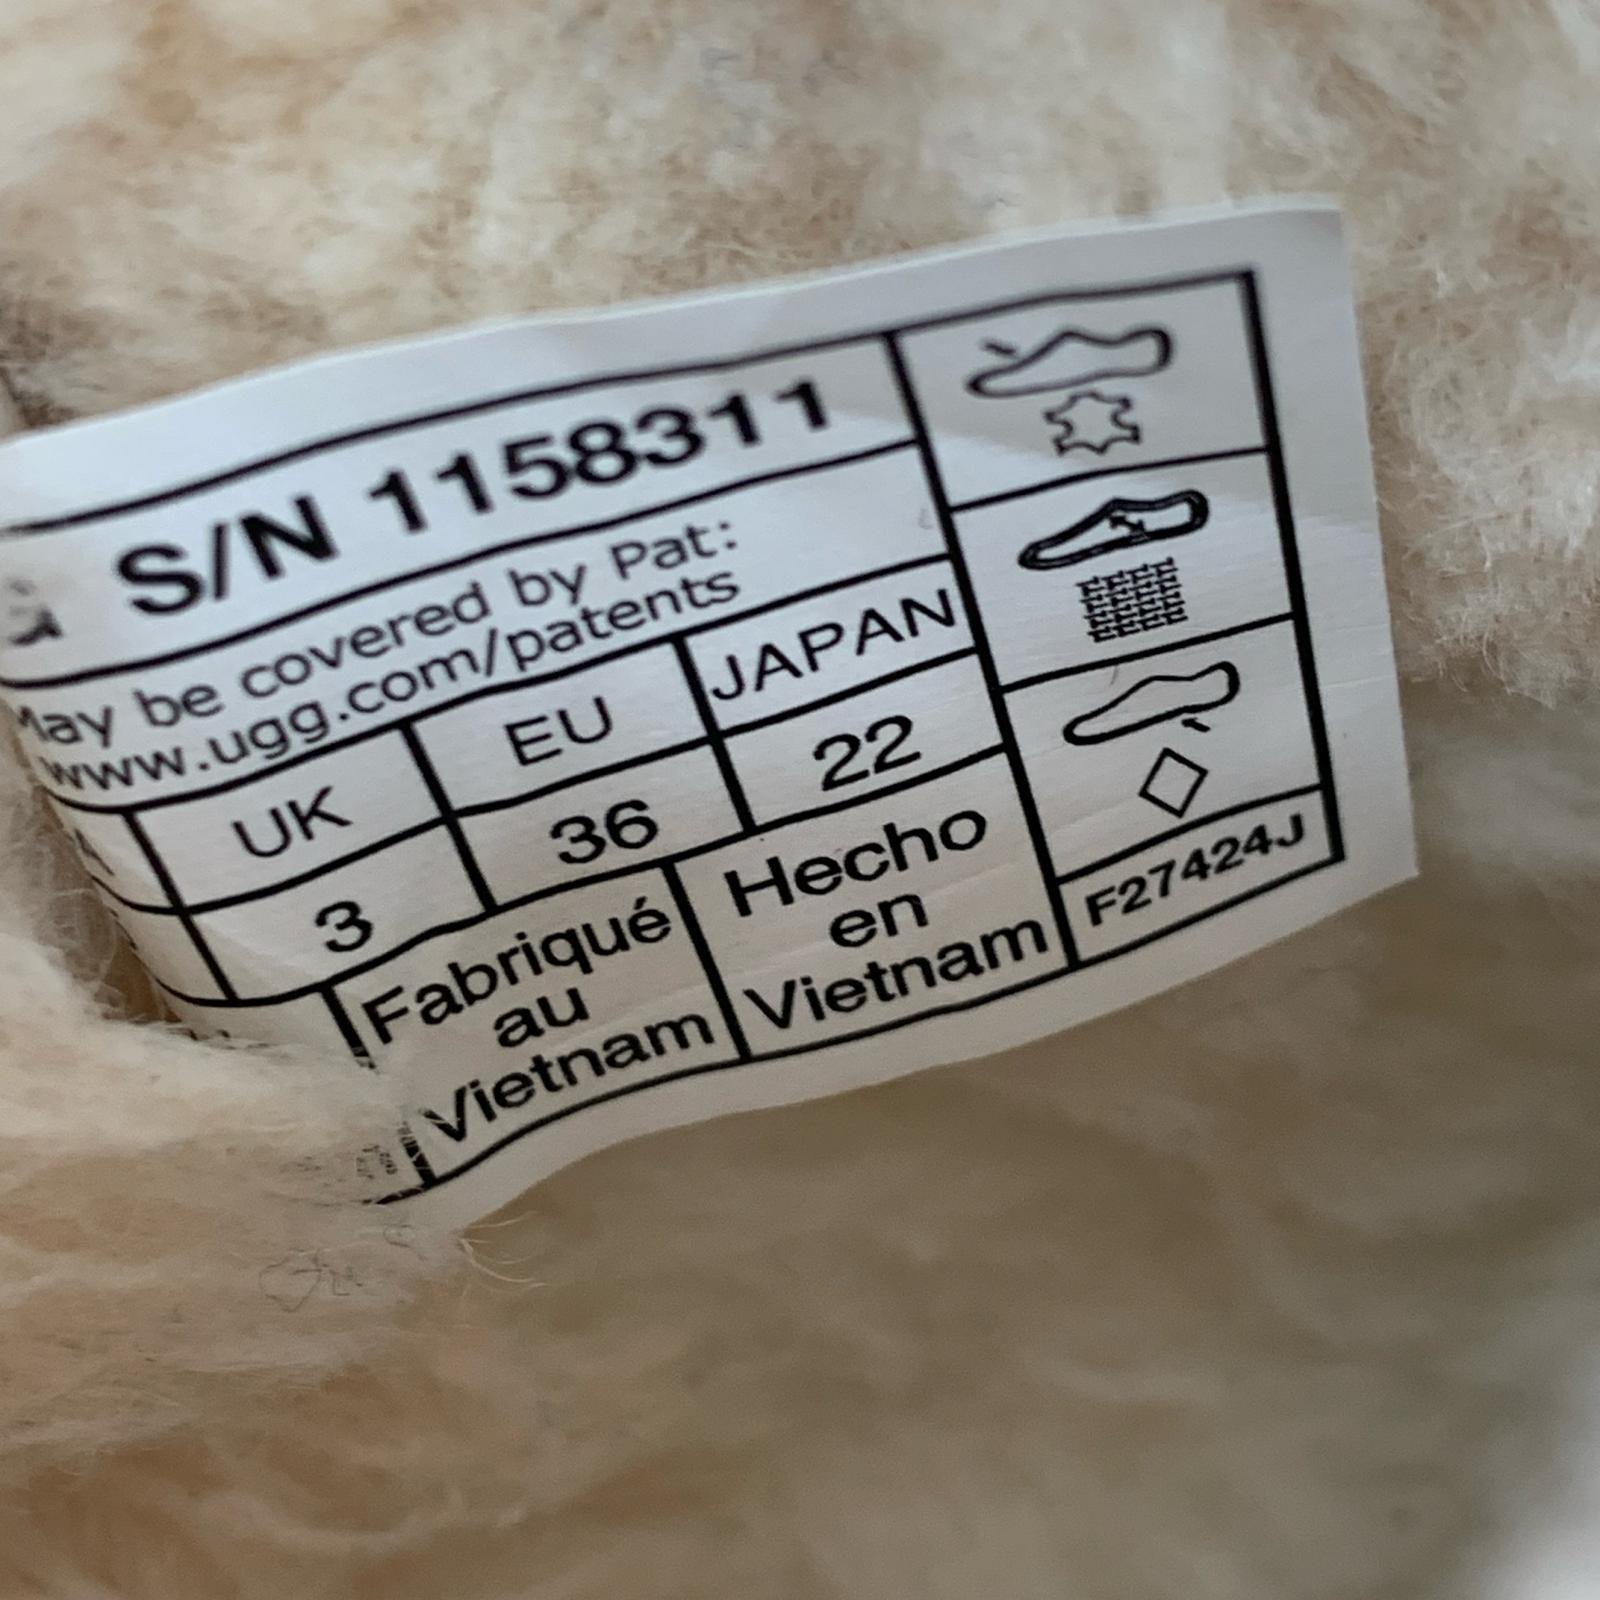 S/N 1158311
May be covered by Pat:
www.ugg.com/patents
UK EU JAPAN
3 36 22
Fabriqué
au
Vietnam
Hecho
en
Vietnam
F27424J